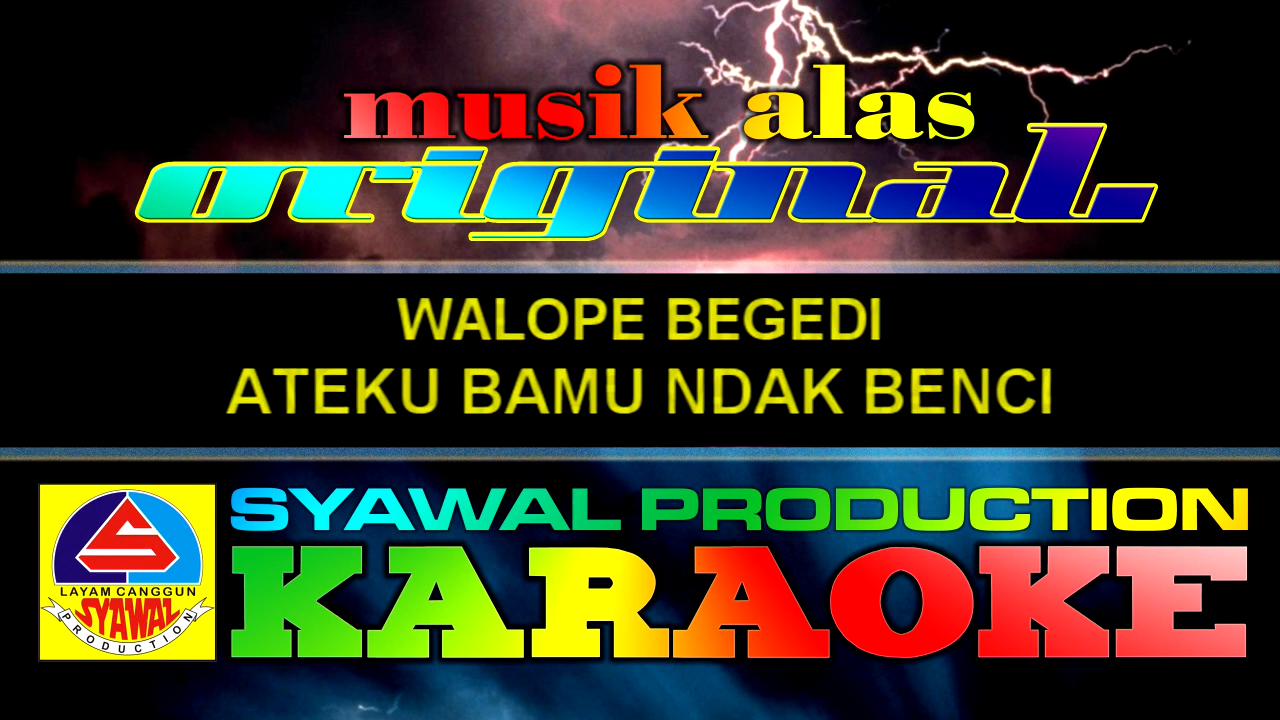 musik alas
original
WALOPE BEGEDI
ATEKU BAMU NDAK BENCI
SYAWAL PRODUCTION
KARAOKE
S
LAYAM CANGGUN
SYAWAL
PRODUCTION